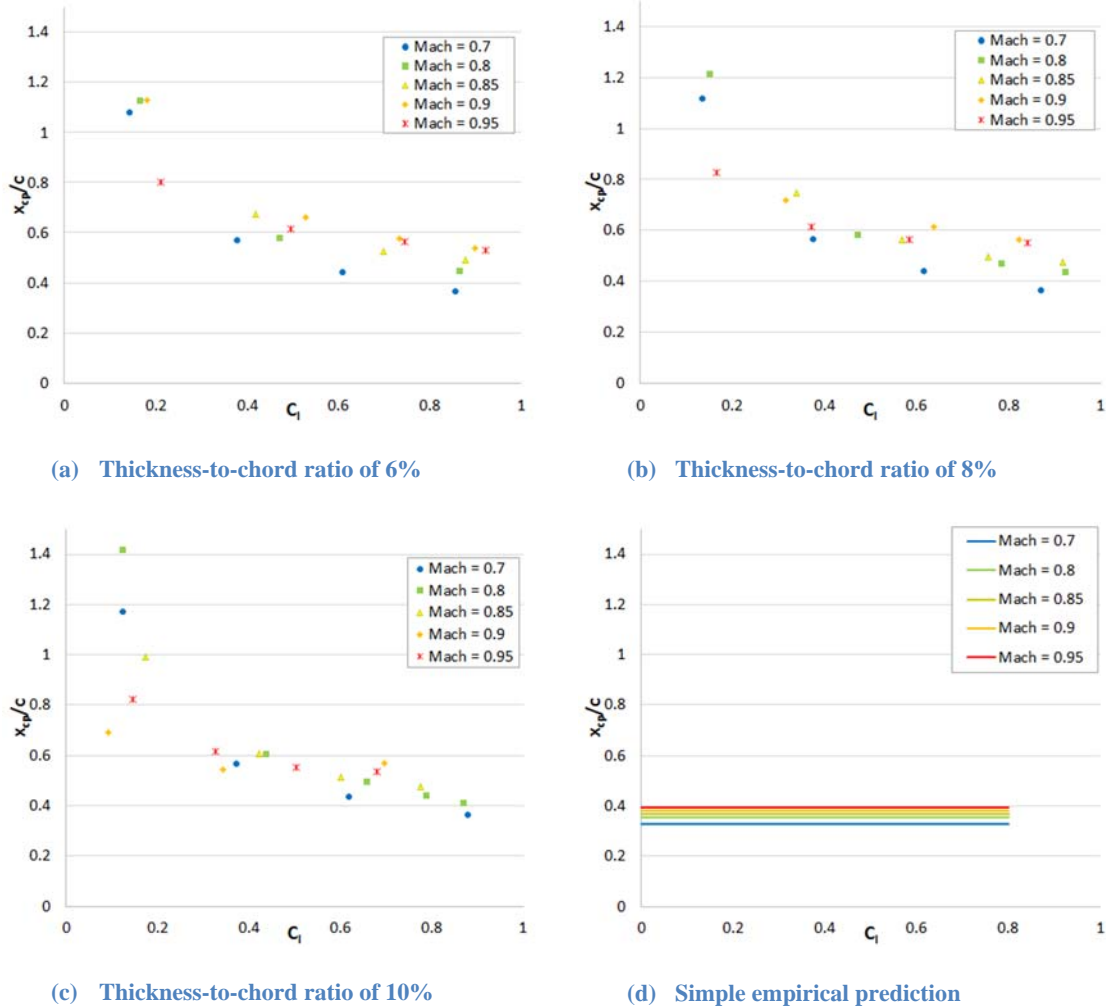 1.4
1.2
1
0.8
0.6
0.4
0.2
0
xcp/c
0 0.2 0.4 0.6 0.8 1
Cl
Mach = 0.7
Mach = 0.8
Mach = 0.85
Mach = 0.9
Mach = 0.95
(a) Thickness-to-chord ratio of 6%
1.4
1.2
1
0.8
0.6
0.4
0.2
0
xcp/c
0 0.2 0.4 0.6 0.8 1
Cl
Mach = 0.7
Mach = 0.8
Mach = 0.85
Mach = 0.9
Mach = 0.95
(b) Thickness-to-chord ratio of 8%
1.4
1.2
1
0.8
0.6
0.4
0.2
0
xcp/c
0 0.2 0.4 0.6 0.8 1
Cl
Mach = 0.7
Mach = 0.8
Mach = 0.85
Mach = 0.9
Mach = 0.95
(c) Thickness-to-chord ratio of 10%
1.4
1.2
1
0.8
0.6
0.4
0.2
0
xcp/c
0 0.2 0.4 0.6 0.8 1
Cl
Mach = 0.7
Mach = 0.8
Mach = 0.85
Mach = 0.9
Mach = 0.95
(d) Simple empirical prediction